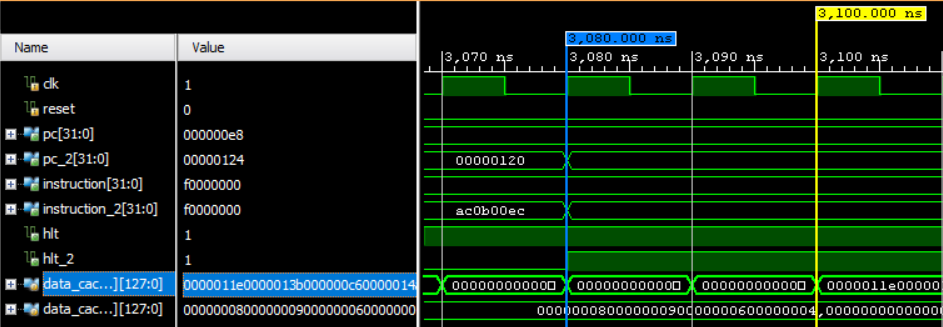 3,100.000 ns
3,080.000 ns
Name Value
3,070 ns 3,080 ns 3,090 ns 3,100 ns
clk 1
reset 0
pc[31:0] 000000e8
pc_2[31:0] 00000124 00000120
instruction[31:0] f0000000
instruction_2[31:0] f0000000 ac0b00ec
hlt 1
hlt_2 1
data_cac...][127:0] 0000011e0000013b000000c60000014 00000000000 00000000000 00000000000 0000011e00000
data_cac...][127:0] 00000008000000090000000600000000 00000008000000090000000600000004,0000000000000